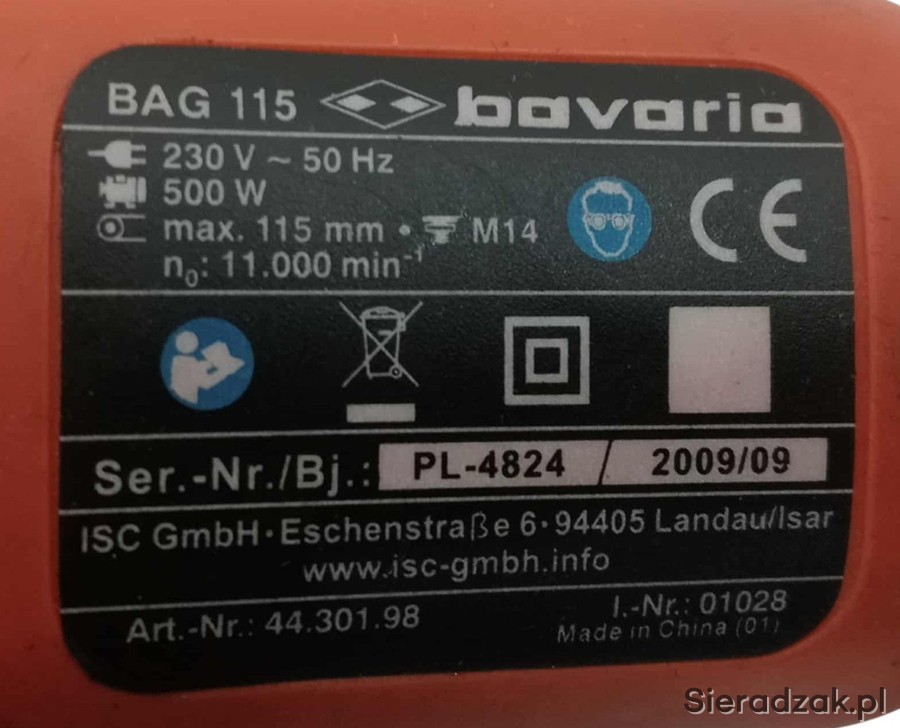 BAG 115 bavaria
230 V ~ 50 Hz
500 W
max. 115 mm • M14
n₀: 11.000 min⁻¹
CE
Ser.-Nr./Bj.: PL-4824 / 2009/09
ISC GmbH·Eschenstraße 6·94405 Landau/Isar
www.isc-gmbh.info
Art.-Nr.: 44.301.98
I.-Nr.: 01028
Made in China (01)
Sieradzak.pl